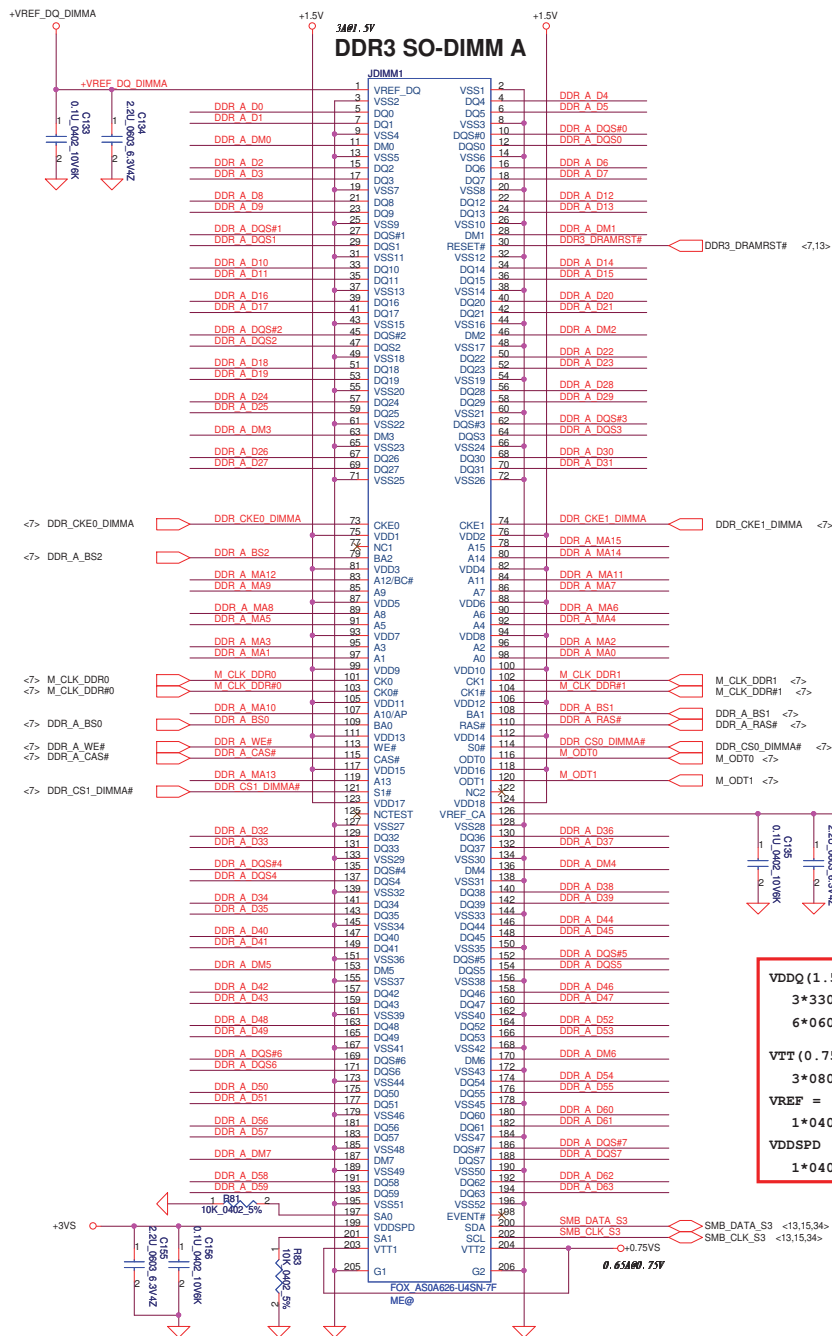 +VREF_DQ_DIMMA
+1.5V
3A@1.5V
+1.5V
DDR3 SO-DIMM A
JDIMM1
+VREF_DQ_DIMMA 1 VREF_DQ VSS1 2
3 VSS2 DQ4 4 DDR_A_D4
DDR_A_D0 5 DQ0 DQ5 6 DDR_A_D5
DDR_A_D1 7 DQ1 VSS3 8
9 VSS4 DQS#0 10 DDR_A_DQS#0
DDR_A_DM0 11 DM0 DQS0 12 DDR_A_DQS0
13 VSS5 VSS6 14
DDR_A_D2 15 DQ2 DQ6 16 DDR_A_D6
DDR_A_D3 17 DQ3 DQ7 18 DDR_A_D7
19 VSS7 VSS8 20
DDR_A_D8 21 DQ8 DQ12 22 DDR_A_D12
DDR_A_D9 23 DQ9 DQ13 24 DDR_A_D13
25 VSS9 VSS10 26
DDR_A_DQS#1 27 DQS#1 DM1 28 DDR_A_DM1
DDR_A_DQS1 29 DQS1 RESET# 30 DDR3_DRAMRST# DDR3_DRAMRST# <7,13>
31 VSS11 VSS12 32
DDR_A_D10 33 DQ10 DQ14 34 DDR_A_D14
DDR_A_D11 35 DQ11 DQ15 36 DDR_A_D15
37 VSS13 VSS14 38
DDR_A_D16 39 DQ16 DQ20 40 DDR_A_D20
DDR_A_D17 41 DQ17 DQ21 42 DDR_A_D21
43 VSS15 VSS16 44
DDR_A_DQS#2 45 DQS#2 DM2 46 DDR_A_DM2
DDR_A_DQS2 47 DQS2 VSS17 48
49 VSS18 DQ22 50 DDR_A_D22
DDR_A_D18 51 DQ18 DQ23 52 DDR_A_D23
DDR_A_D19 53 DQ19 VSS19 54
55 VSS20 DQ28 56 DDR_A_D28
DDR_A_D24 57 DQ24 DQ29 58 DDR_A_D29
DDR_A_D25 59 DQ25 VSS21 60
61 VSS22 DQS#3 62 DDR_A_DQS#3
DDR_A_DM3 63 DM3 DQS3 64 DDR_A_DQS3
65 VSS23 VSS24 66
DDR_A_D26 67 DQ26 DQ30 68 DDR_A_D30
DDR_A_D27 69 DQ27 DQ31 70 DDR_A_D31
71 VSS25 VSS26 72
<7> DDR_CKE0_DIMMA DDR_CKE0_DIMMA 73 CKE0 CKE1 74 DDR_CKE1_DIMMA DDR_CKE1_DIMMA <7>
75 VDD1 VDD2 76
77 NC1 A15 78 DDR_A_MA15
<7> DDR_A_BS2 DDR_A_BS2 79 BA2 A14 80 DDR_A_MA14
81 VDD3 VDD4 82
DDR_A_MA12 83 A12/BC# A11 84 DDR_A_MA11
DDR_A_MA9 85 A9 A7 86 DDR_A_MA7
87 VDD5 VDD6 88
DDR_A_MA8 89 A8 A6 90 DDR_A_MA6
DDR_A_MA5 91 A5 A4 92 DDR_A_MA4
93 VDD7 VDD8 94
DDR_A_MA3 95 A3 A2 96 DDR_A_MA2
DDR_A_MA1 97 A1 A0 98 DDR_A_MA0
99 VDD9 VDD10 100
<7> M_CLK_DDR0 M_CLK_DDR0 101 CK0 CK1 102 M_CLK_DDR1 M_CLK_DDR1 <7>
<7> M_CLK_DDR#0 M_CLK_DDR#0 103 CK0# CK1# 104 M_CLK_DDR#1 M_CLK_DDR#1 <7>
105 VDD11 VDD12 106
DDR_A_MA10 107 A10/AP BA1 108 DDR_A_BS1 DDR_A_BS1 <7>
<7> DDR_A_BS0 DDR_A_BS0 109 BA0 RAS# 110 DDR_A_RAS# DDR_A_RAS# <7>
111 VDD13 VDD14 112
<7> DDR_A_WE# DDR_A_WE# 113 WE# S0# 114 DDR_CS0_DIMMA# DDR_CS0_DIMMA# <7>
<7> DDR_A_CAS# DDR_A_CAS# 115 CAS# ODT0 116 M_ODT0 M_ODT0 <7>
117 VDD15 VDD16 118
DDR_A_MA13 119 A13 ODT1 120 M_ODT1 M_ODT1 <7>
<7> DDR_CS1_DIMMA# DDR_CS1_DIMMA# 121 S1# NC2 122
123 VDD17 VDD18 124
125 NCTEST VREF_CA 126
127 VSS27 VSS28 128
DDR_A_D32 129 DQ32 DQ36 130 DDR_A_D36
DDR_A_D33 131 DQ33 DQ37 132 DDR_A_D37
133 VSS29 VSS30 134
DDR_A_DQS#4 135 DQS#4 DM4 136 DDR_A_DM4
DDR_A_DQS4 137 DQS4 VSS31 138
139 VSS32 DQ38 140 DDR_A_D38
DDR_A_D34 141 DQ34 DQ39 142 DDR_A_D39
DDR_A_D35 143 DQ35 VSS33 144
145 VSS34 DQ44 146 DDR_A_D44
DDR_A_D40 147 DQ40 DQ45 148 DDR_A_D45
DDR_A_D41 149 DQ41 VSS35 150
151 VSS36 DQS#5 152 DDR_A_DQS#5
DDR_A_DM5 153 DM5 DQS5 154 DDR_A_DQS5
155 VSS37 VSS38 156
DDR_A_D42 157 DQ42 DQ46 158 DDR_A_D46
DDR_A_D43 159 DQ43 DQ47 160 DDR_A_D47
161 VSS39 VSS40 162
DDR_A_D48 163 DQ48 DQ52 164 DDR_A_D52
DDR_A_D49 165 DQ49 DQ53 166 DDR_A_D53
167 VSS41 VSS42 168
DDR_A_DQS#6 169 DQS#6 DM6 170 DDR_A_DM6
DDR_A_DQS6 171 DQS6 VSS43 172
173 VSS44 DQ54 174 DDR_A_D54
DDR_A_D50 175 DQ50 DQ55 176 DDR_A_D55
DDR_A_D51 177 DQ51 VSS45 178
179 VSS46 DQ60 180 DDR_A_D60
DDR_A_D56 181 DQ56 DQ61 182 DDR_A_D61
DDR_A_D57 183 DQ57 VSS47 184
185 VSS48 DQS#7 186 DDR_A_DQS#7
DDR_A_DM7 187 DM7 DQS7 188 DDR_A_DQS7
189 VSS49 VSS50 190
DDR_A_D58 191 DQ58 DQ62 192 DDR_A_D62
DDR_A_D59 193 DQ59 DQ63 194 DDR_A_D63
195 VSS51 VSS52 196
197 SA0 EVENT# 198
+3VS 199 VDDSPD SDA 200 SMB_DATA_S3 SMB_DATA_S3 <13,15,34>
201 SA1 SCL 202 SMB_CLK_S3 SMB_CLK_S3 <13,15,34>
203 VTT1 VTT2 204 +0.75VS
0.65A@0.75V
205 G1 G2 206
FOX_AS0A626-U4SN-7F
ME@
1 2 C133 0.1U_0402_10V6K
1 2 C134 2.2U_0603_6.3V4Z
1 2 C135 0.1U_0402_10V6K
1 2
1 R81 2
10K_0402_5%
1 2 C155 2.2U_0603_6.3V4Z
1 2 C156 0.1U_0402_10V6K
1 2 R83 10K_0402_5%
VDDQ(1.5
3*330
6*060
VTT(0.75
3*080
VREF =
1*040
VDDSPD
1*040